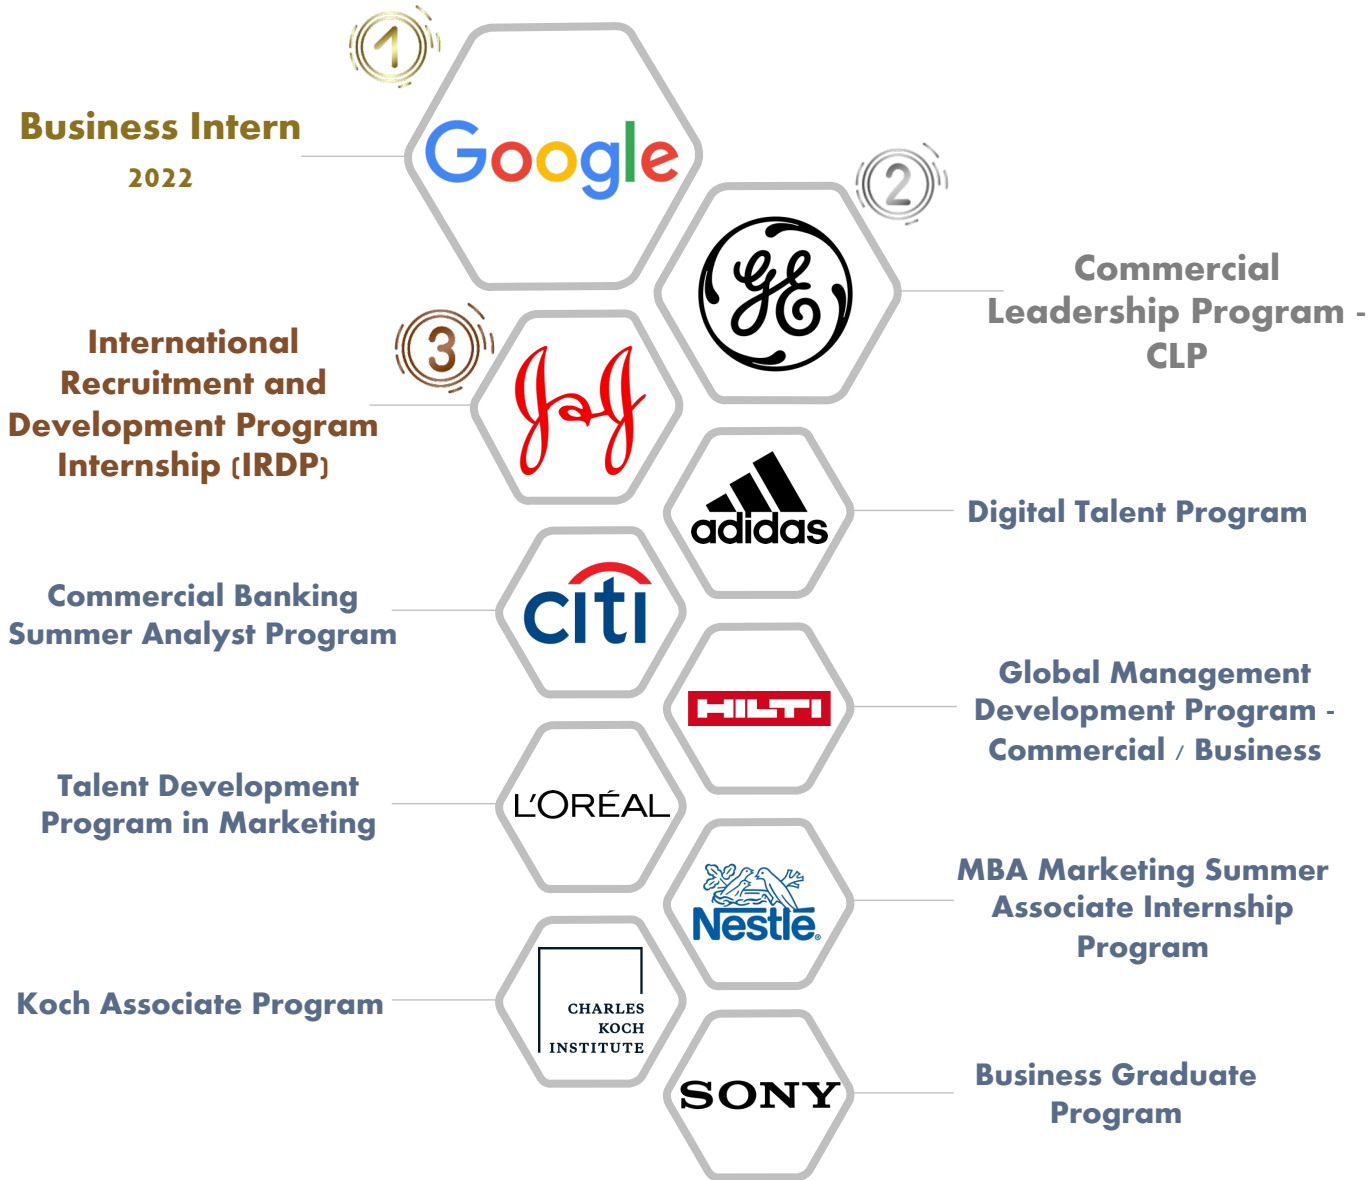 1
Business Intern
2022
Google
2
GE
Commercial
Leadership Program -
CLP
3
International
Recruitment and
Development Program
Internship (IRDP)
J&J
adidas
Digital Talent Program
Commercial Banking
Summer Analyst Program
citi
HILTI
Global Management
Development Program -
Commercial / Business
Talent Development
Program in Marketing
L'ORÉAL
Nestlé®
MBA Marketing Summer
Associate Internship
Program
Koch Associate Program
CHARLES
KOCH
INSTITUTE
SONY
Business Graduate
Program